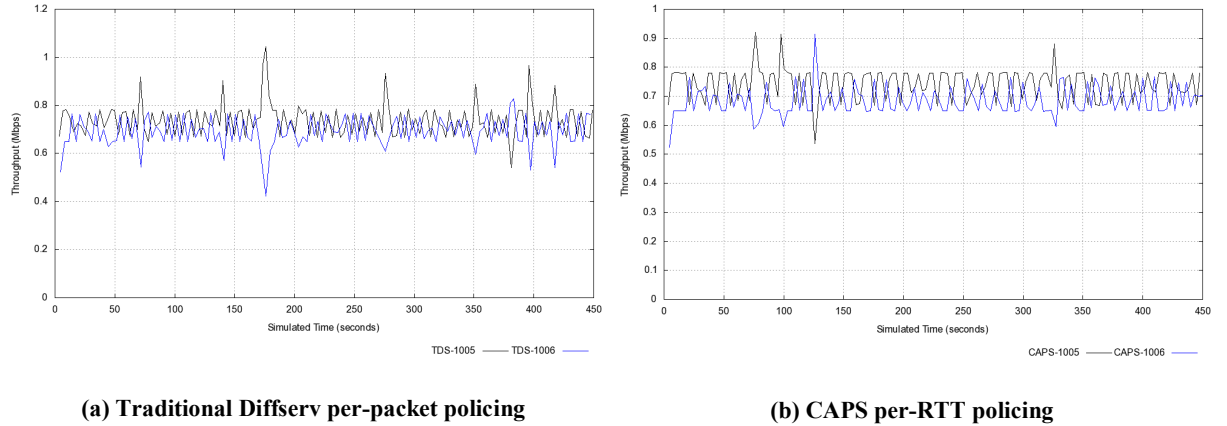 1.2
1
0.8
0.6
0.4
0.2
0
Throughput (Mbps)
0 50 100 150 200 250 300 350 400 450
Simulated Time (seconds)
TDS-1005 TDS-1006
(a) Traditional Diffserv per-packet policing
1
0.9
0.8
0.7
0.6
0.5
0.4
0.3
0.2
0.1
0
Throughput (Mbps)
0 50 100 150 200 250 300 350 400 450
Simulated Time (seconds)
CAPS-1005 CAPS-1006
(b) CAPS per-RTT policing